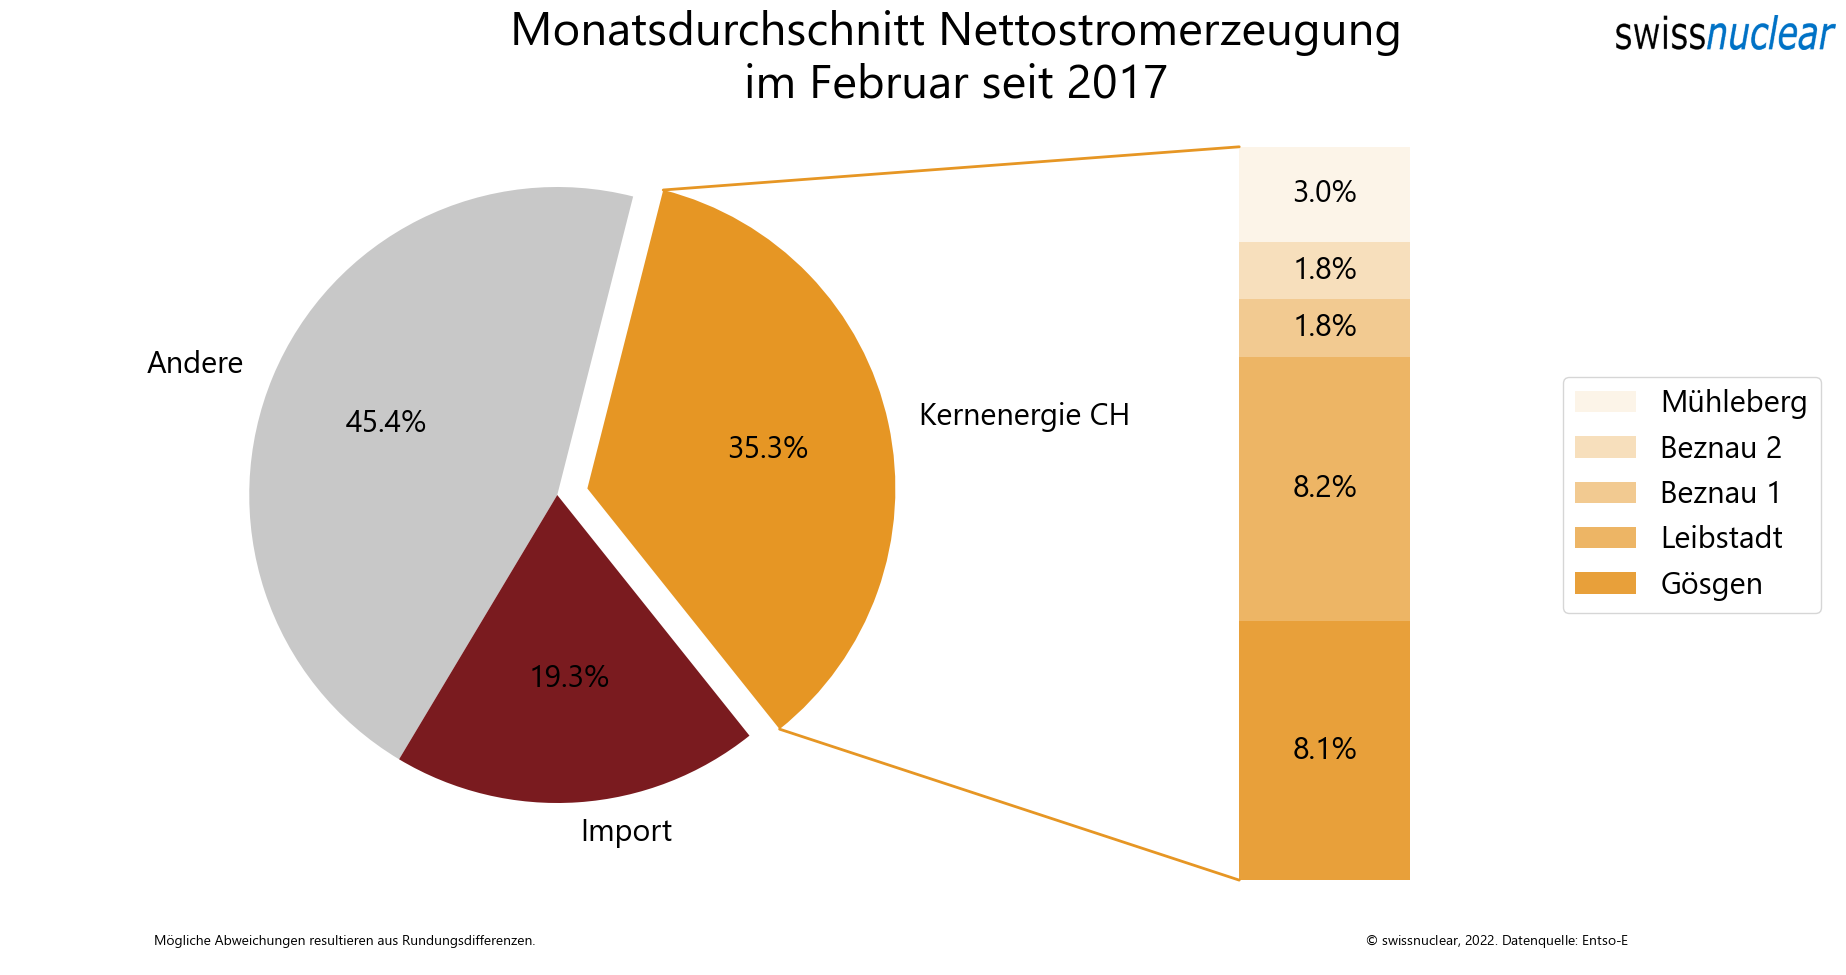 Monatsdurchschnitt Nettostromerzeugung
im Februar seit 2017
swissnuclear
Andere
45.4%
Kernenergie CH
35.3%
19.3%
Import
3.0%
1.8%
1.8%
8.2%
8.1%
Mühleberg
Beznau 2
Beznau 1
Leibstadt
Gösgen
Mögliche Abweichungen resultieren aus Rundungsdifferenzen.
© swissnuclear, 2022. Datenquelle: Entso-E